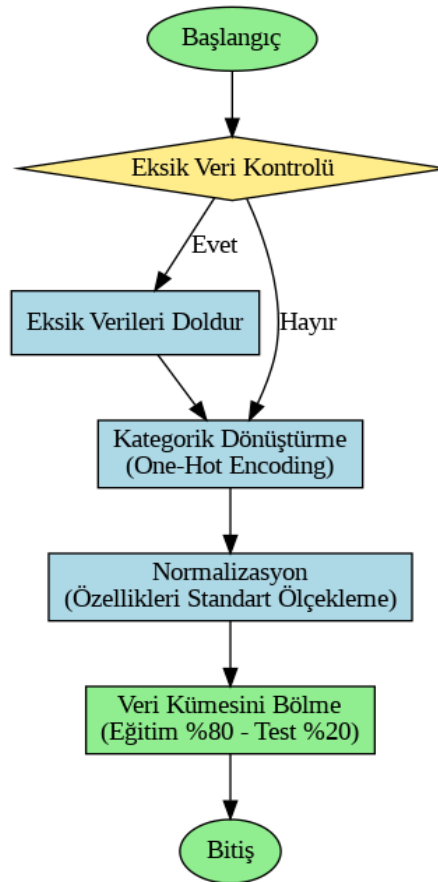 Başlangıç
Eksik Veri Kontrolü
Evet
Eksik Verileri Doldur
Hayır
Kategorik Dönüştürme
(One-Hot Encoding)
Normalizasyon
(Özellikleri Standart Ölçekleme)
Veri Kümesini Bölme
(Eğitim %80 - Test %20)
Bitiş